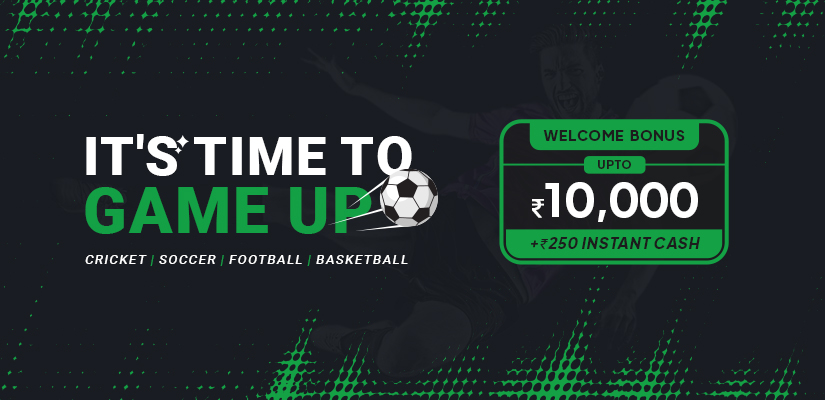 IT'S TIME TO
GAME UP
CRICKET | SOCCER | FOOTBALL | BASKETBALL
WELCOME BONUS
UPTO
₹10,000
+₹250 INSTANT CASH